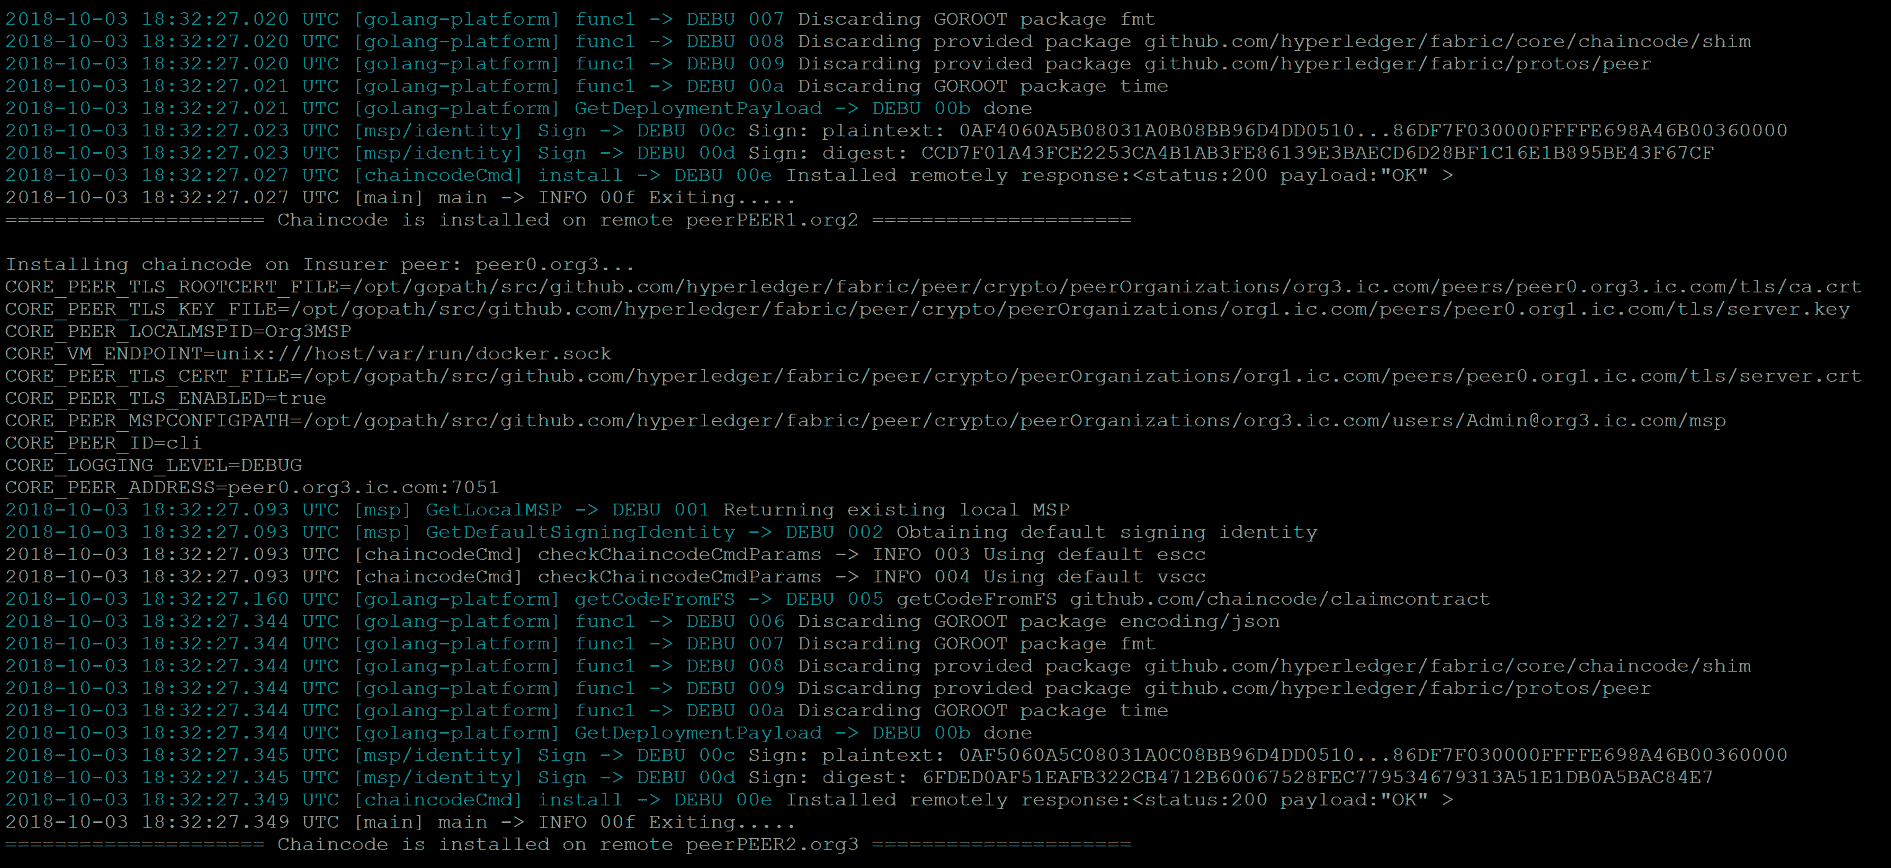 2018-10-03 18:32:27.020 UTC [golang-platform] func1 -> DEBU 007 Discarding GOROOT package fmt
2018-10-03 18:32:27.020 UTC [golang-platform] func1 -> DEBU 008 Discarding provided package github.com/hyperledger/fabric/core/chaincode/shim
2018-10-03 18:32:27.020 UTC [golang-platform] func1 -> DEBU 009 Discarding provided package github.com/hyperledger/fabric/protos/peer
2018-10-03 18:32:27.021 UTC [golang-platform] func1 -> DEBU 00a Discarding GOROOT package time
2018-10-03 18:32:27.021 UTC [golang-platform] GetDeploymentPayload -> DEBU 00b done
2018-10-03 18:32:27.023 UTC [msp/identity] Sign -> DEBU 00c Sign: plaintext: 0AF4060A5B08031A0B08BB96D4DD0510...86DF7F030000FFFFE698A46B00360000
2018-10-03 18:32:27.023 UTC [msp/identity] Sign -> DEBU 00d Sign: digest: CCD7F01A43FCE2253CA4B1AB3FE86139E3BAECD6D28BF1C16E1B895BE43F67CF
2018-10-03 18:32:27.027 UTC [chaincodeCmd] install -> DEBU 00e Installed remotely response:<status:200 payload:"OK" >
2018-10-03 18:32:27.027 UTC [main] main -> INFO 00f Exiting.....
===================== Chaincode is installed on remote peerPEER1.org2 =====================
Installing chaincode on Insurer peer: peer0.org3...
CORE_PEER_TLS_ROOTCERT_FILE=/opt/gopath/src/github.com/hyperledger/fabric/peer/crypto/peerOrganizations/org3.ic.com/peers/peer0.org3.ic.com/tls/ca.crt
CORE_PEER_TLS_KEY_FILE=/opt/gopath/src/github.com/hyperledger/fabric/peer/crypto/peerOrganizations/org1.ic.com/peers/peer0.org1.ic.com/tls/server.key
CORE_PEER_LOCALMSPID=Org3MSP
CORE_VM_ENDPOINT=unix:///host/var/run/docker.sock
CORE_PEER_TLS_CERT_FILE=/opt/gopath/src/github.com/hyperledger/fabric/peer/crypto/peerOrganizations/org1.ic.com/peers/peer0.org1.ic.com/tls/server.crt
CORE_PEER_TLS_ENABLED=true
CORE_PEER_MSPCONFIGPATH=/opt/gopath/src/github.com/hyperledger/fabric/peer/crypto/peerOrganizations/org3.ic.com/users/Admin@org3.ic.com/msp
CORE_PEER_ID=cli
CORE_LOGGING_LEVEL=DEBUG
CORE_PEER_ADDRESS=peer0.org3.ic.com:7051
2018-10-03 18:32:27.093 UTC [msp] GetLocalMSP -> DEBU 001 Returning existing local MSP
2018-10-03 18:32:27.093 UTC [msp] GetDefaultSigningIdentity -> DEBU 002 Obtaining default signing identity
2018-10-03 18:32:27.093 UTC [chaincodeCmd] checkChaincodeCmdParams -> INFO 003 Using default escc
2018-10-03 18:32:27.093 UTC [chaincodeCmd] checkChaincodeCmdParams -> INFO 004 Using default vscc
2018-10-03 18:32:27.160 UTC [golang-platform] getCodeFromFS -> DEBU 005 getCodeFromFS github.com/chaincode/claimcontract
2018-10-03 18:32:27.344 UTC [golang-platform] func1 -> DEBU 006 Discarding GOROOT package encoding/json
2018-10-03 18:32:27.344 UTC [golang-platform] func1 -> DEBU 007 Discarding GOROOT package fmt
2018-10-03 18:32:27.344 UTC [golang-platform] func1 -> DEBU 008 Discarding provided package github.com/hyperledger/fabric/core/chaincode/shim
2018-10-03 18:32:27.344 UTC [golang-platform] func1 -> DEBU 009 Discarding provided package github.com/hyperledger/fabric/protos/peer
2018-10-03 18:32:27.344 UTC [golang-platform] func1 -> DEBU 00a Discarding GOROOT package time
2018-10-03 18:32:27.344 UTC [golang-platform] GetDeploymentPayload -> DEBU 00b done
2018-10-03 18:32:27.345 UTC [msp/identity] Sign -> DEBU 00c Sign: plaintext: 0AF5060A5C08031A0C08BB96D4DD0510...86DF7F030000FFFFE698A46B00360000
2018-10-03 18:32:27.345 UTC [msp/identity] Sign -> DEBU 00d Sign: digest: 6FDED0AF51EAFB322CB4712B60067528FEC779534679313A51E1DB0A5BAC84E7
2018-10-03 18:32:27.349 UTC [chaincodeCmd] install -> DEBU 00e Installed remotely response:<status:200 payload:"OK" >
2018-10-03 18:32:27.349 UTC [main] main -> INFO 00f Exiting.....
===================== Chaincode is installed on remote peerPEER2.org3 =====================